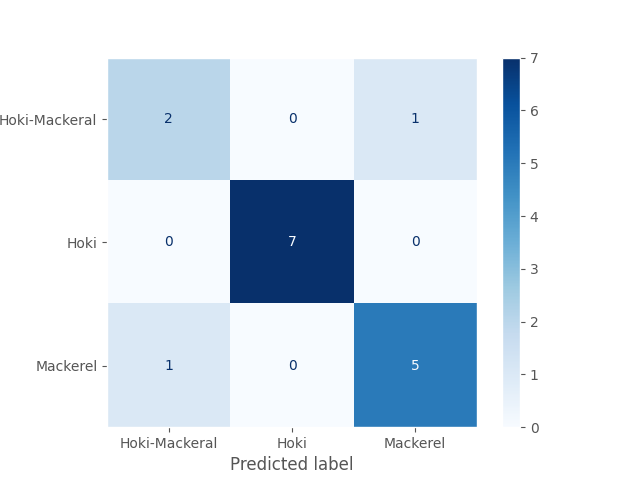 Hoki-Mackeral 2 0 1
Hoki 0 7 0
Mackerel 1 0 5
Hoki-Mackeral Hoki Mackerel
Predicted label
7
6
5
4
3
2
1
0